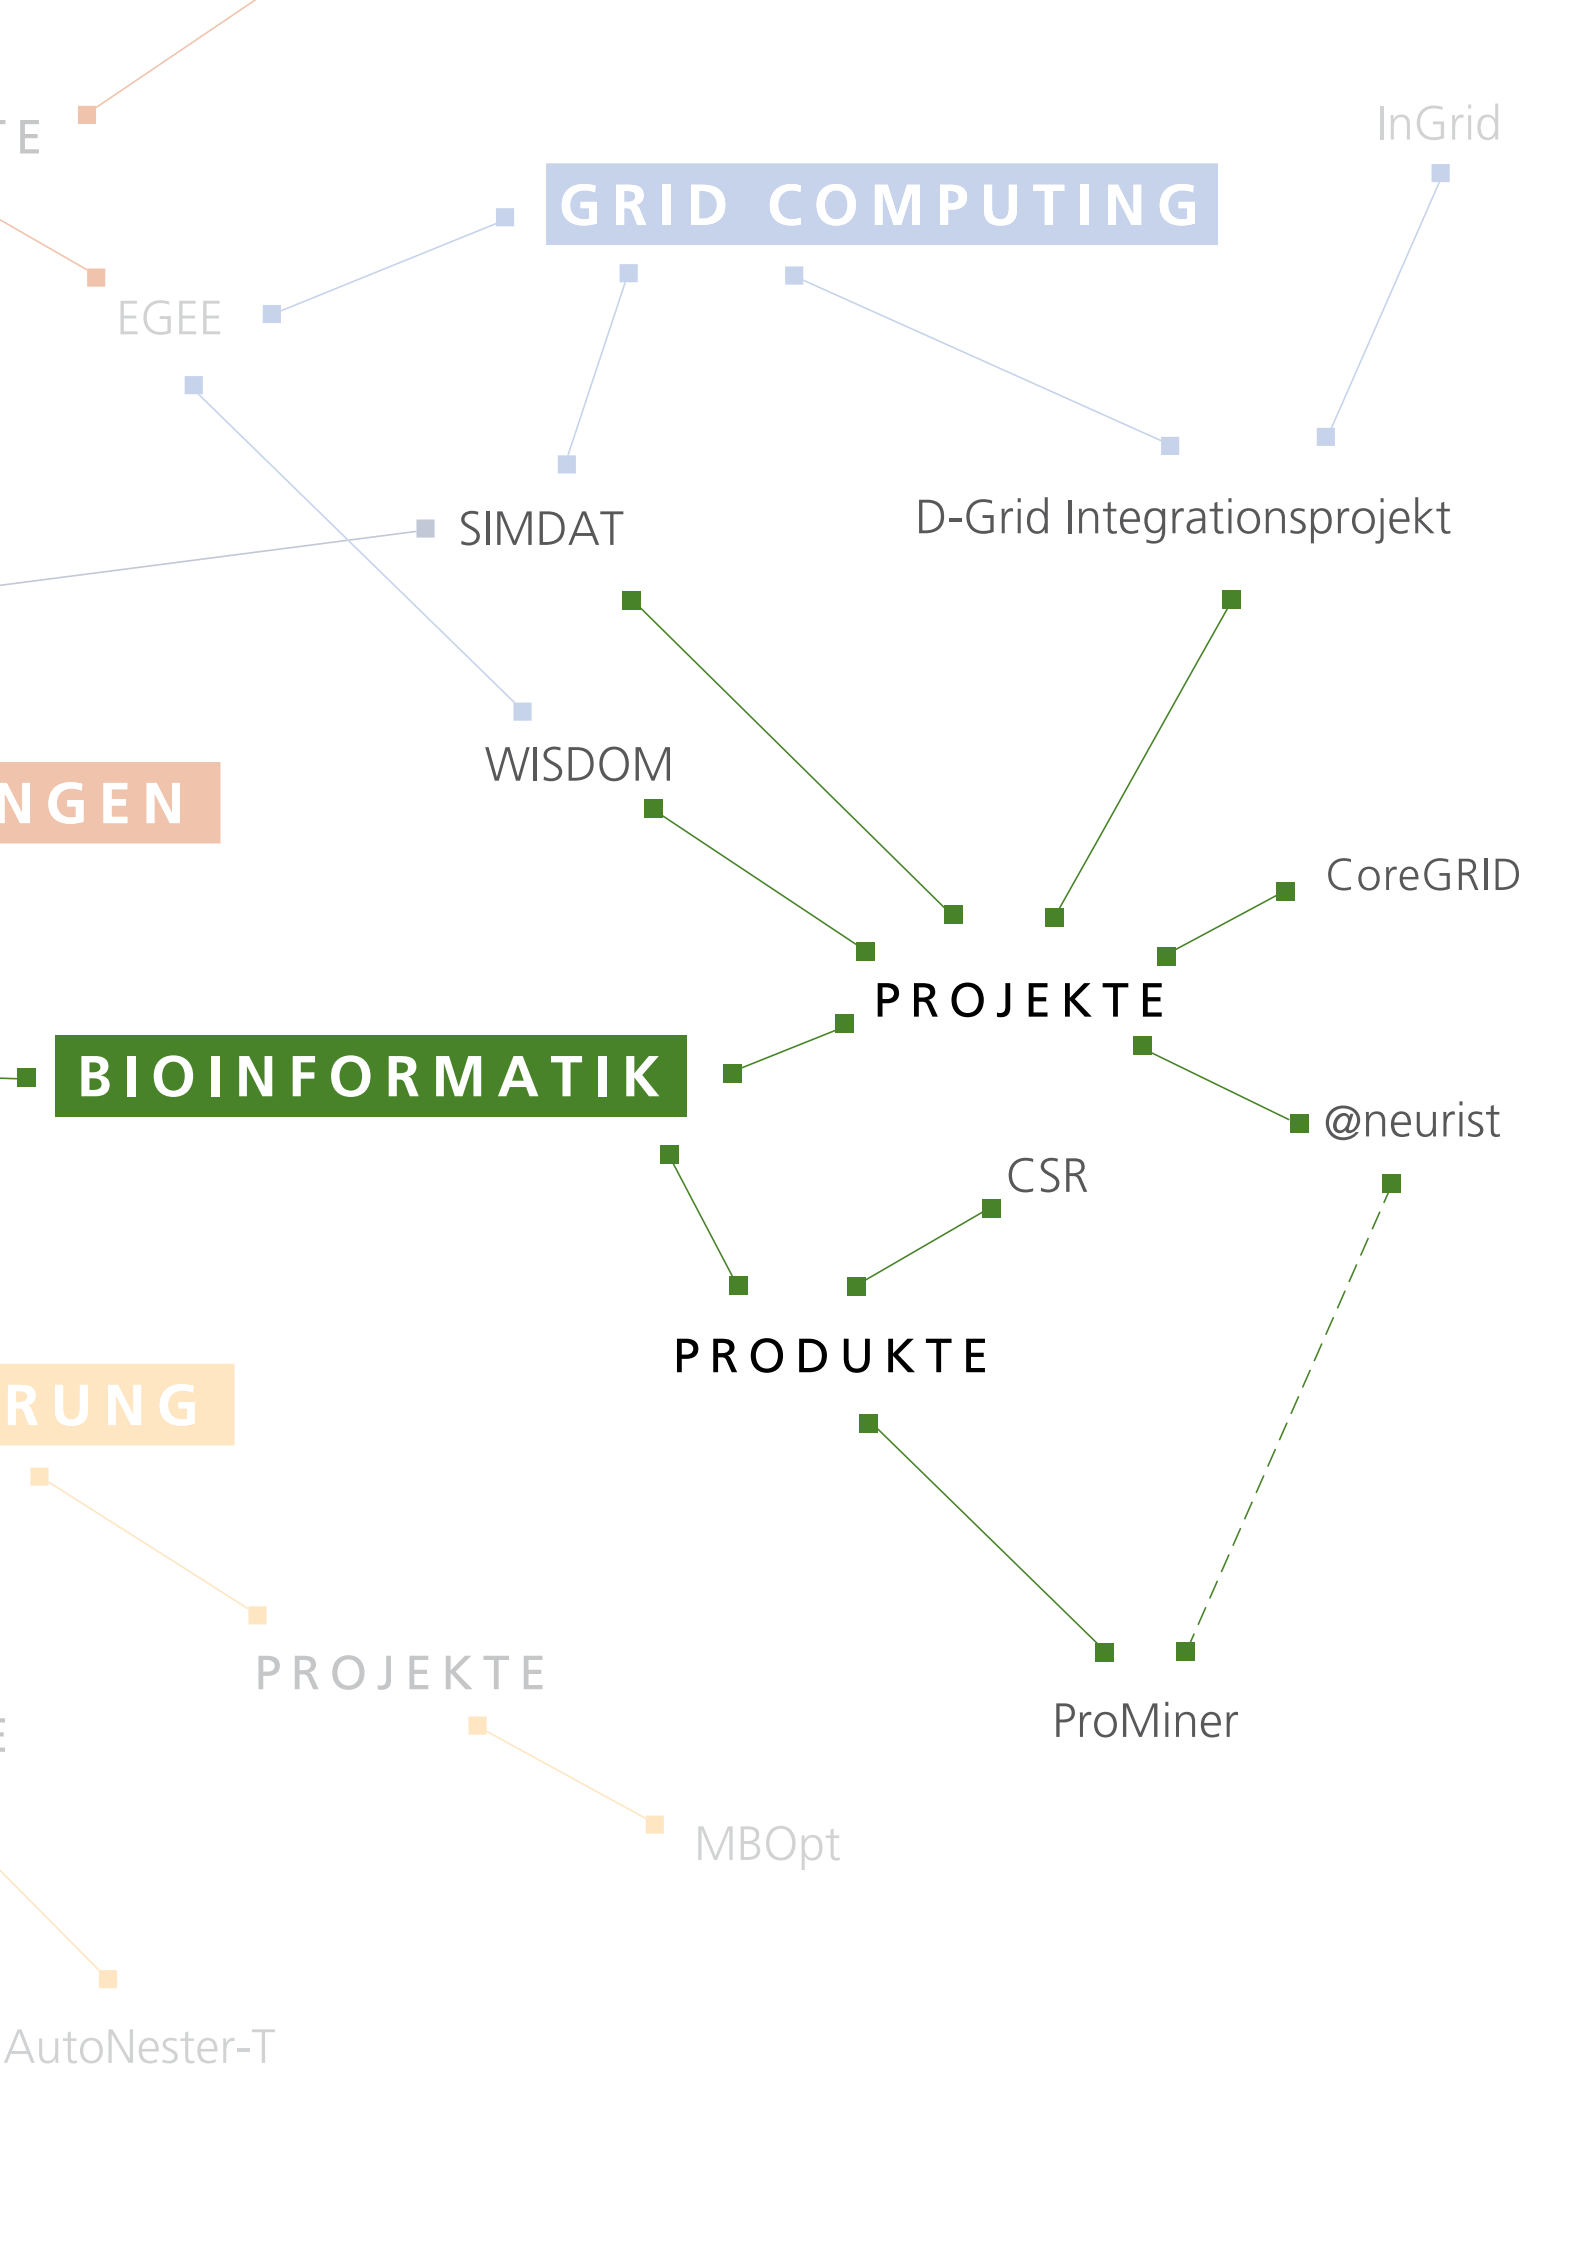 InGrid
TE
GRID COMPUTING
EGEE
SIMDAT
D-Grid Integrationsprojekt
WISDOM
NGEN
CoreGRID
PROJEKTE
BIOINFORMATIK
@neurist
CSR
PRODUKTE
RUNG
PROJEKTE
ProMiner
E
MBOpt
AutoNester-T